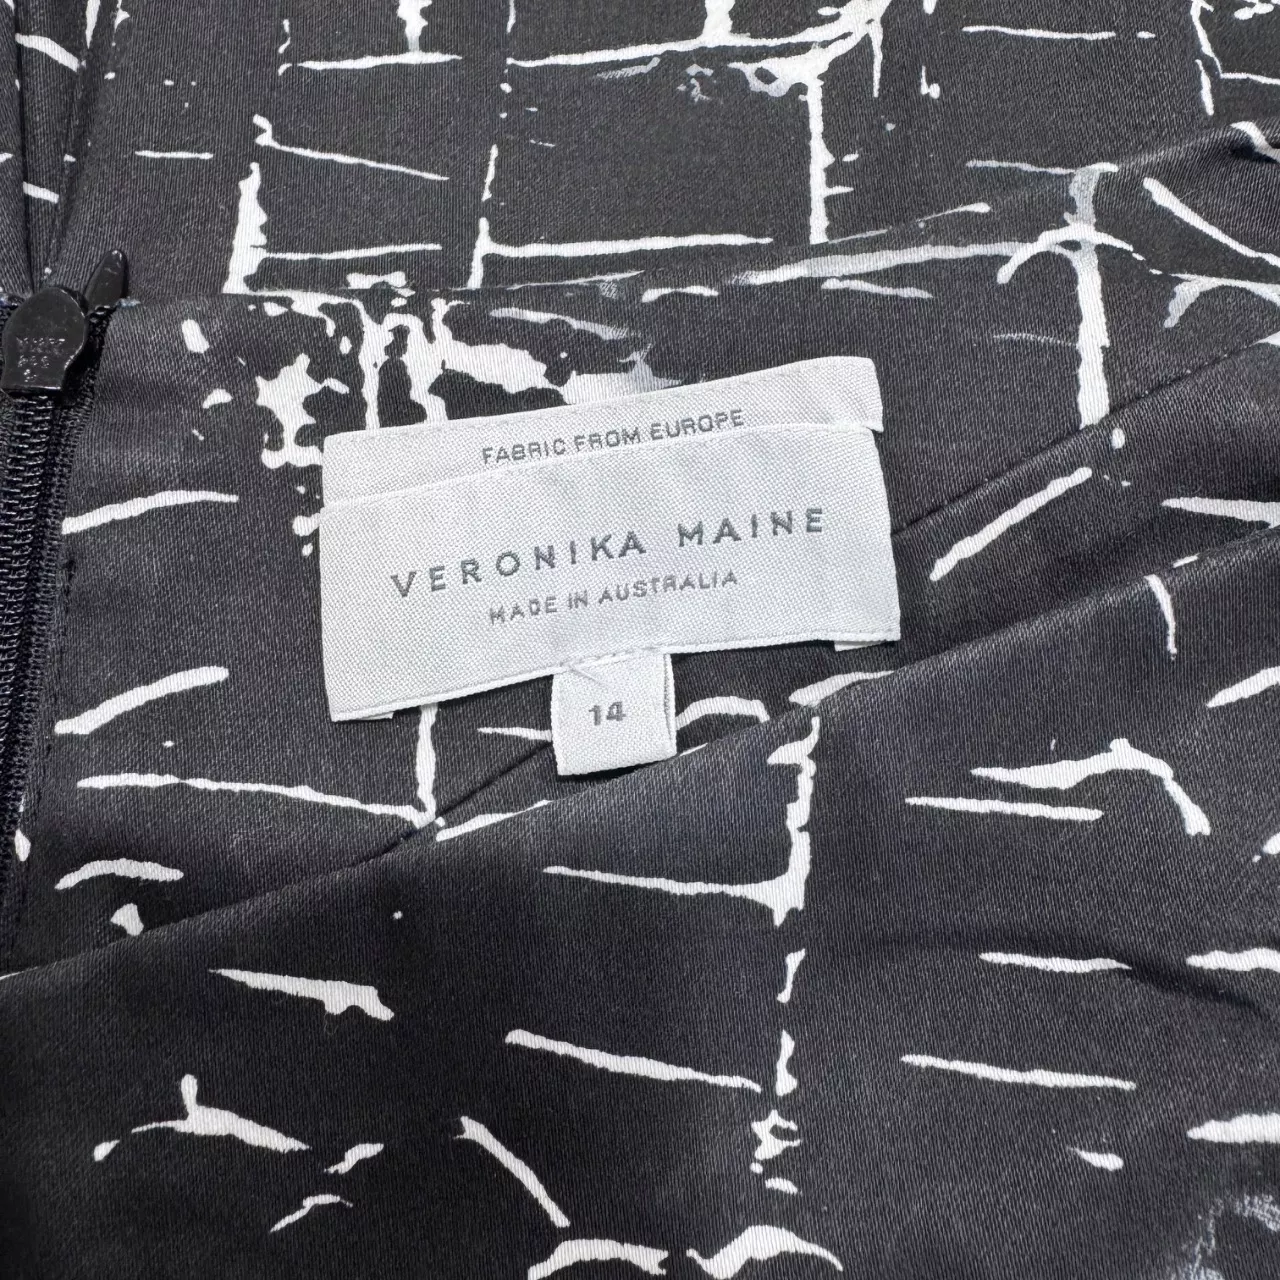 FABRIC FROM EUROPE
VERONIKA MAINE
MADE IN AUSTRALIA
14